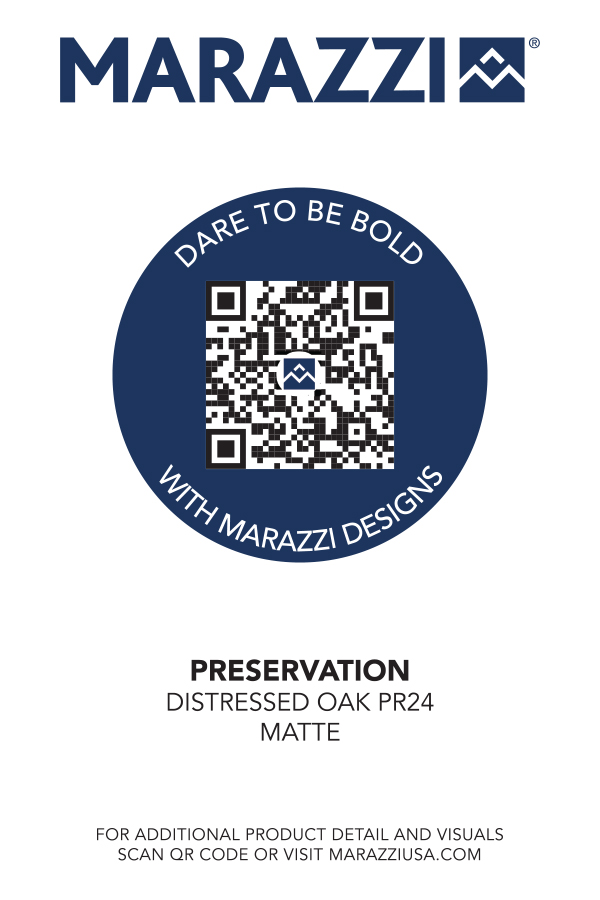 MARAZZI®
DARE TO BE BOLD
WITH MARAZZI DESIGNS
PRESERVATION
DISTRESSED OAK PR24
MATTE
FOR ADDITIONAL PRODUCT DETAIL AND VISUALS
SCAN QR CODE OR VISIT MARAZZIUSA.COM